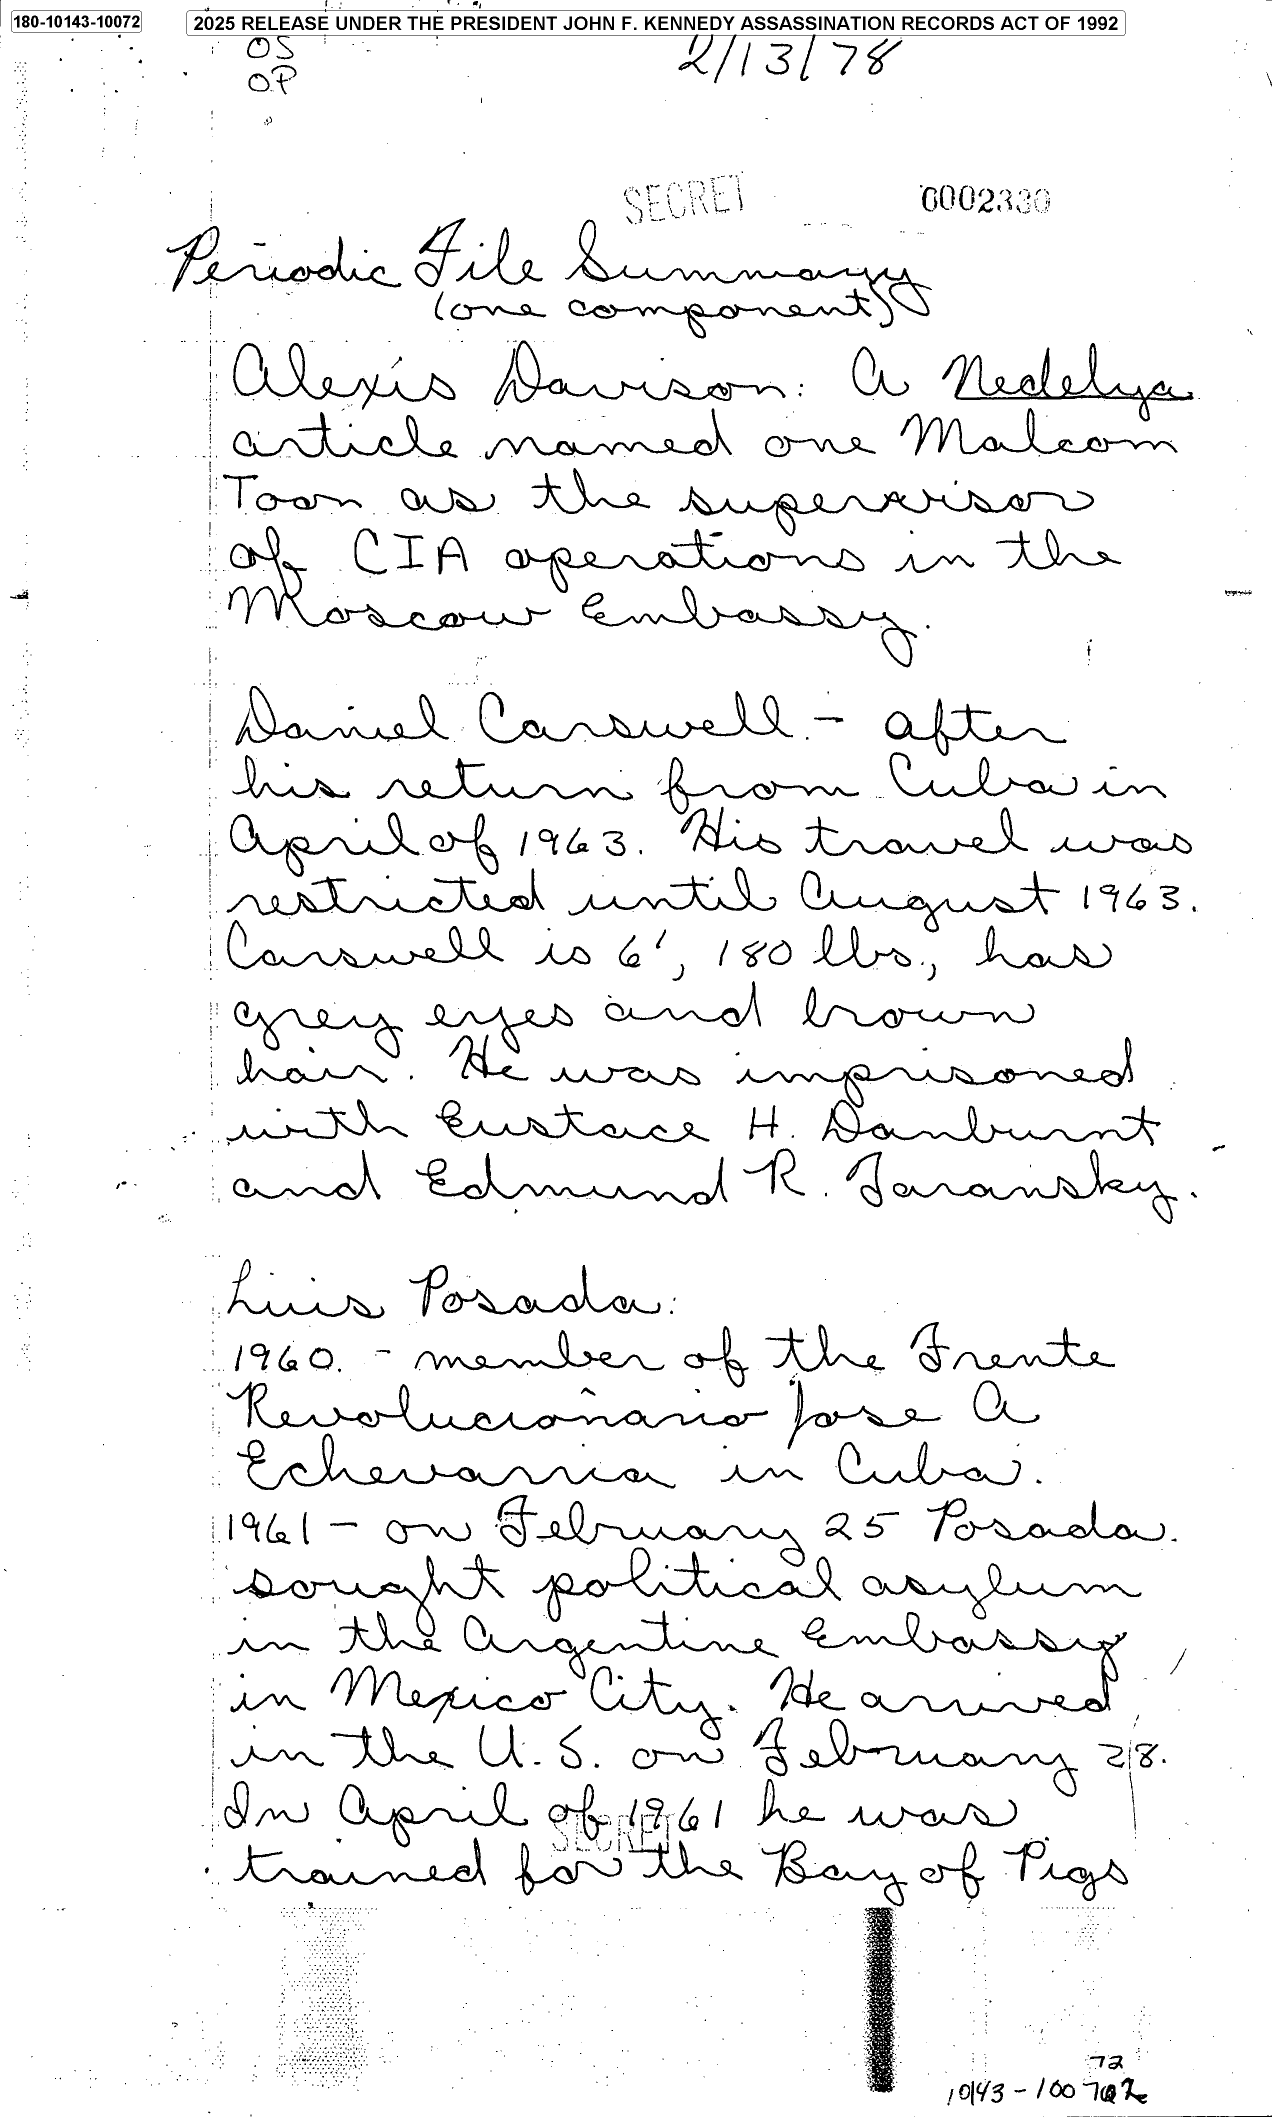 180-10143-10072
2025 RELEASE UNDER THE PRESIDENT JOHN F. KENNEDY ASSASSINATION RECORDS ACT OF 1992
OS
OP
2/13/78
SECRET
0002330
Periodic File Summary
(one component)
Alexis Davison: A Nedelya
article named one Malcom
Toon as the supervisor
of CIA operations in the
Moscow Embassy.
Daniel Carswell - after
his return from Cuba in
April of 1963. His travel was
restricted until August 1963.
Carswell is 6', 180 lbs., has
grey eyes and brown
hair. He was imprisoned
with Eustace H. Danburnt
and Edmund R. Taransky.
Luis Posada:
1960. - member of the Frente
Revolucionario Jose A
Echevarria in Cuba.
1961 - on February 25 Posada
sought political asylum
in the Argentine Embassy
in Mexico City. He arrived
in the U.S. on February 28.
In April of 1961 he was
SECRET
trained for the Bay of Pigs
72